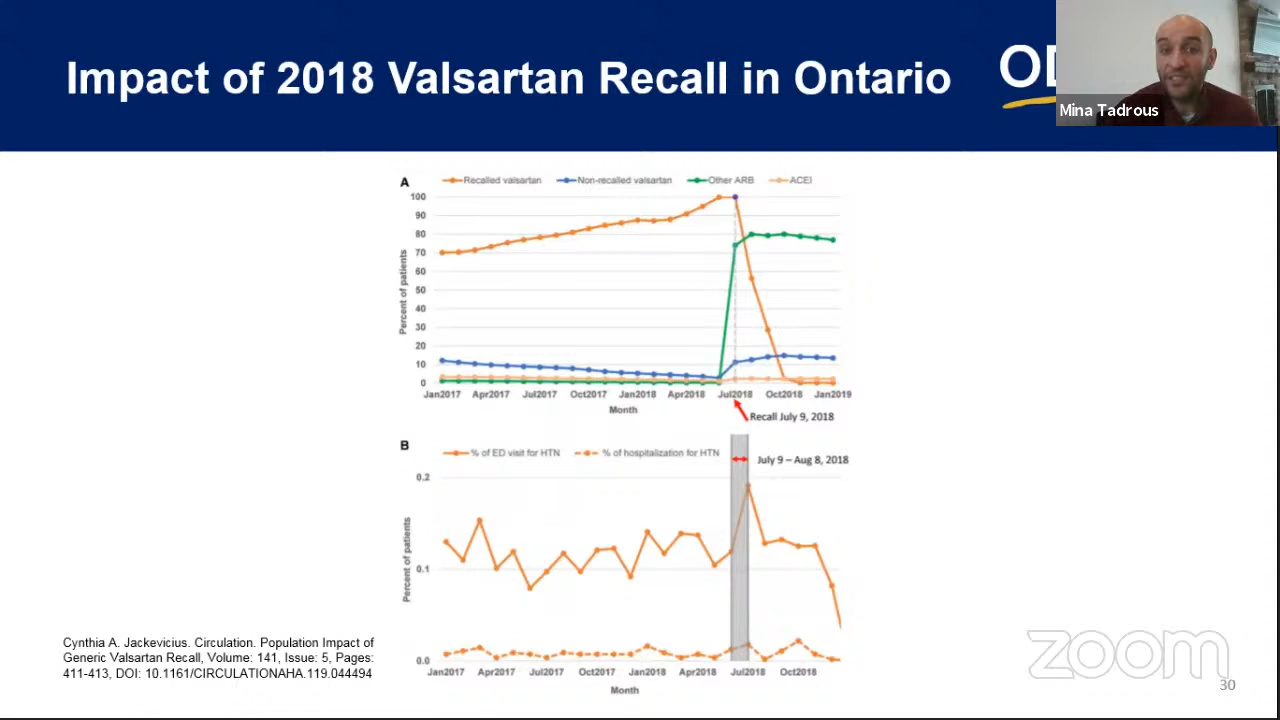 Impact of 2018 Valsartan Recall in Ontario
Mina Tadrous
A
Recalled valsartan Non-recalled valsartan Other ARB ACEI
100
90
80
70
60
50
40
30
20
10
0
Percent of patients
Jan2017 Apr2017 Jul2017 Oct2017 Jan2018 Apr2018 Jul2018 Oct2018 Jan2019
Month
Recall July 9, 2018
B
% of ED visit for HTN % of hospitalization for HTN
July 9 – Aug 8, 2018
0.2
0.1
0.0
Percent of patients
Jan2017 Apr2017 Jul2017 Oct2017 Jan2018 Apr2018 Jul2018 Oct2018
Month
Cynthia A. Jackevicius. Circulation. Population Impact of
Generic Valsartan Recall, Volume: 141, Issue: 5, Pages:
411-413, DOI: 10.1161/CIRCULATIONAHA.119.044494
zoom
30